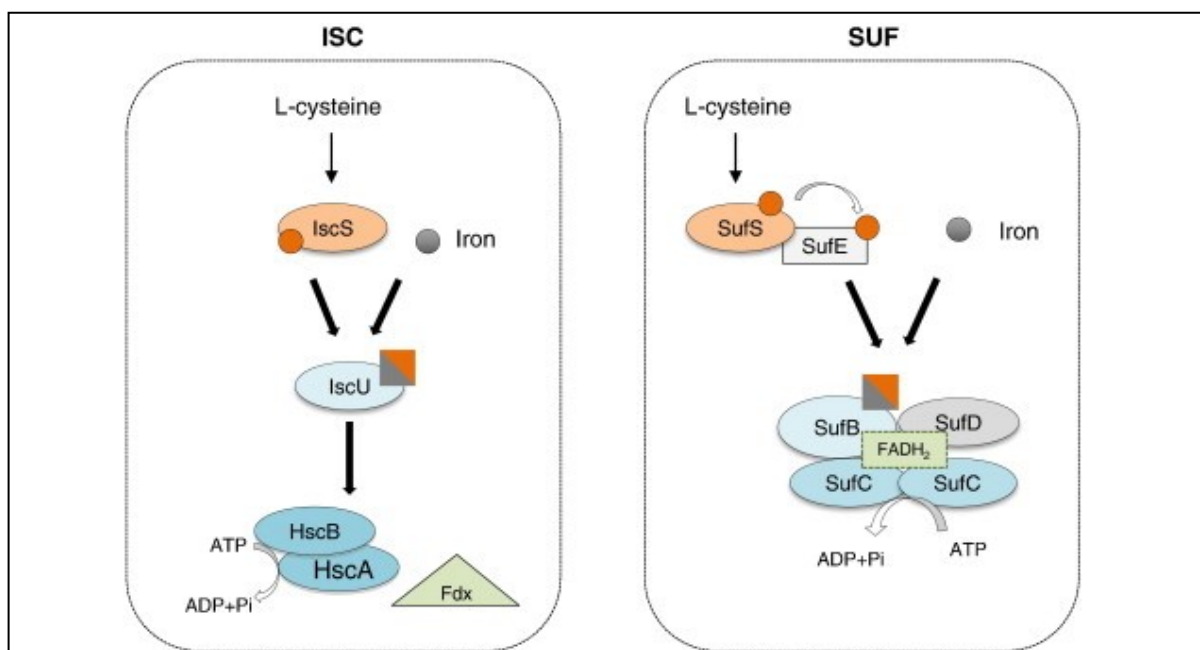 ISC
L-cysteine
IscS
Iron
IscU
HscB
ATP
HscA
ADP+Pi
Fdx
SUF
L-cysteine
SufS
SufE
Iron
SufB
SufD
FADH₂
SufC
SufC
ADP+Pi
ATP